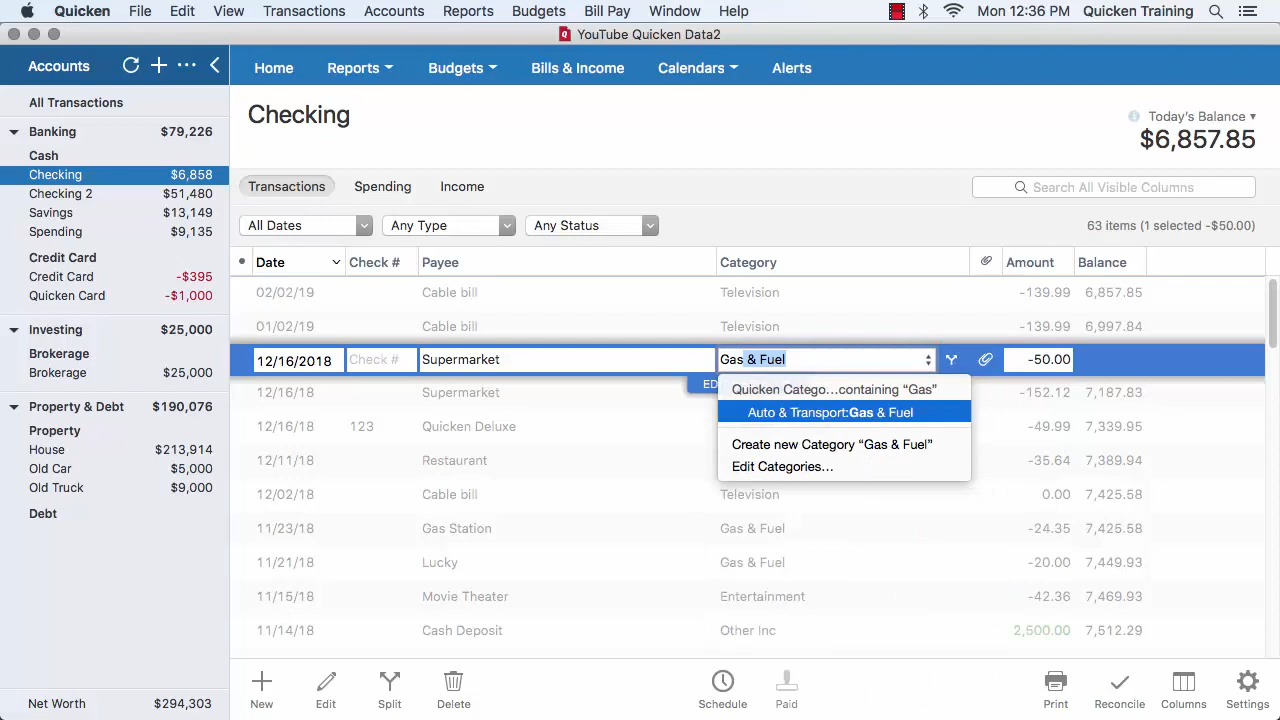 Quicken File Edit View Transactions Accounts Reports Budgets Bill Pay Window Help Mon 12:36 PM Quicken Training
YouTube Quicken Data2
Accounts
Home Reports Budgets Bills & Income Calendars Alerts
All Transactions
Banking $79,226
Cash
Checking $6,858
Checking 2 $51,480
Savings $13,149
Spending $9,135
Credit Card
Credit Card -$395
Quicken Card -$1,000
Investing $25,000
Brokerage
Brokerage $25,000
Property & Debt $190,076
Property
House $213,914
Old Car $5,000
Old Truck $9,000
Debt
Net Worth $294,303
Checking
Today's Balance
$6,857.85
Transactions Spending Income
Search All Visible Columns
All Dates Any Type Any Status
63 items (1 selected -$50.00)
Date Check # Payee Category Amount Balance
02/02/19 Cable bill Television -139.99 6,857.85
01/02/19 Cable bill Television -139.99 6,997.84
12/16/2018 Check # Supermarket Gas & Fuel -50.00
ED
Quicken Catego...containing “Gas”
Auto & Transport:Gas & Fuel
Create new Category “Gas & Fuel”
Edit Categories...
12/16/18 Supermarket -152.12 7,187.83
12/16/18 123 Quicken Deluxe -49.99 7,339.95
12/11/18 Restaurant -35.64 7,389.94
12/02/18 Cable bill Television 0.00 7,425.58
11/23/18 Gas Station Gas & Fuel -24.35 7,425.58
11/21/18 Lucky Gas & Fuel -20.00 7,449.93
11/15/18 Movie Theater Entertainment -42.36 7,469.93
11/14/18 Cash Deposit Other Inc 2,500.00 7,512.29
New Edit Split Delete Schedule Paid Print Reconcile Columns Settings